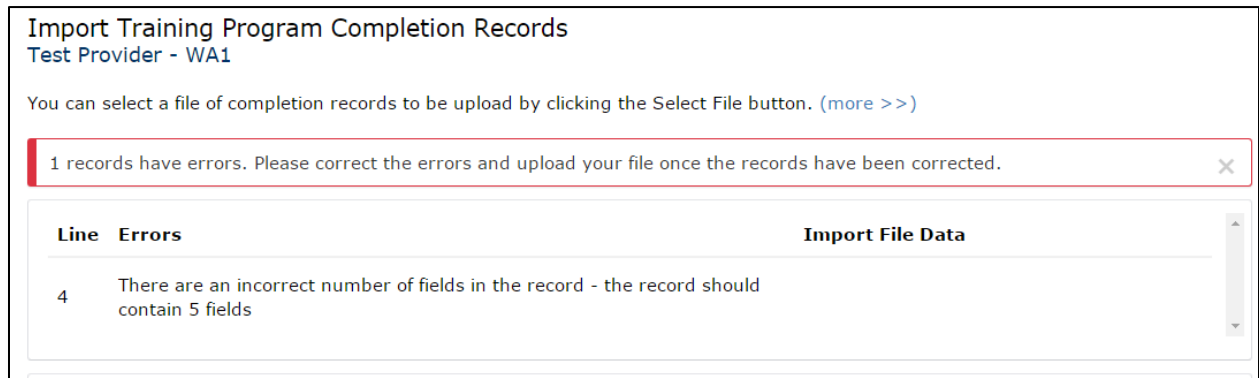 Import Training Program Completion Records
Test Provider - WA1
You can select a file of completion records to be upload by clicking the Select File button. (more >>)
1 records have errors. Please correct the errors and upload your file once the records have been corrected. ×
Line Errors Import File Data
4 There are an incorrect number of fields in the record - the record should
contain 5 fields